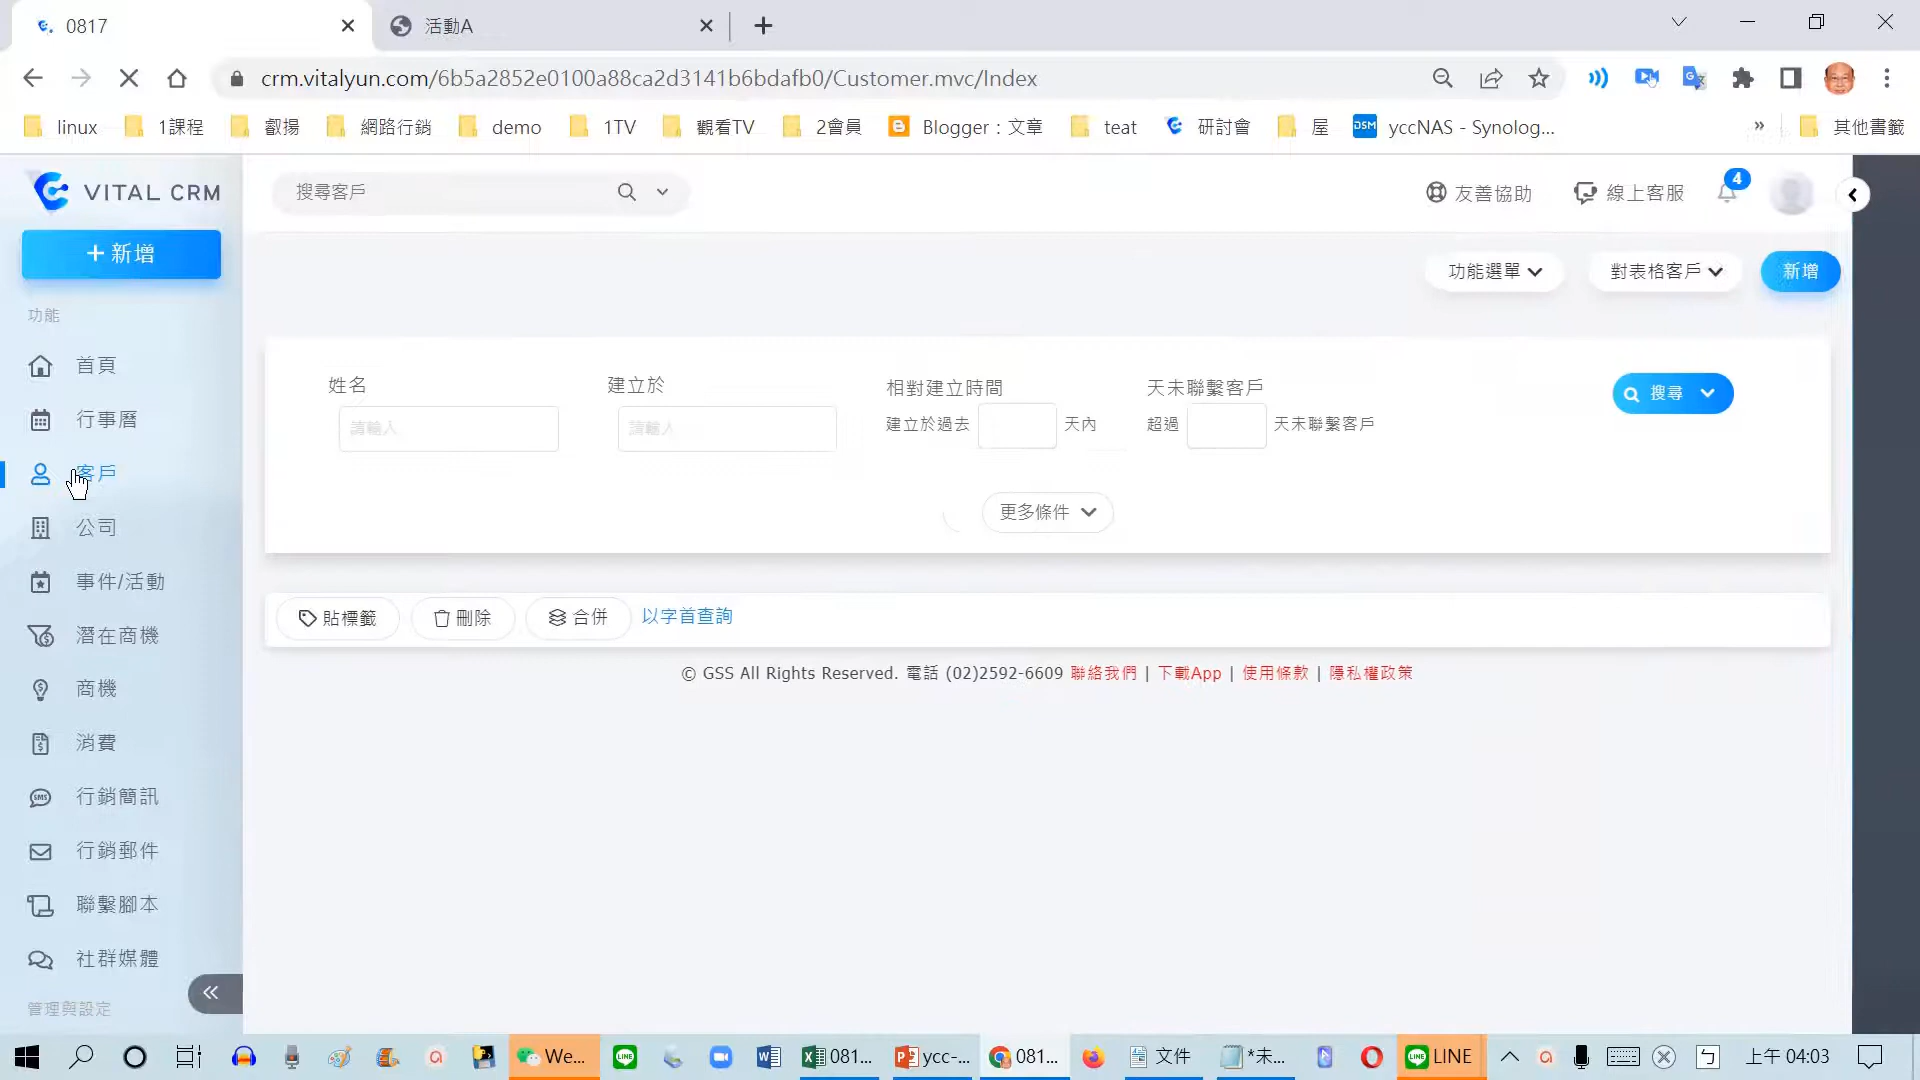 0817
活動A
crm.vitalyun.com/6b5a2852e0100a88ca2d3141b6bdafb0/Customer.mvc/Index
linux
1課程
叡揚
網路行銷
demo
1TV
觀看TV
2會員
Blogger：文章
teat
研討會
屋
DSM
yccNAS - Synolog...
»
其他書籤
VITAL CRM
搜尋客戶
友善協助
線上客服
4
+ 新增
功能選單
對表格客戶
新增
功能
首頁
行事曆
客戶
公司
事件/活動
潛在商機
商機
消費
行銷簡訊
行銷郵件
聯繫腳本
社群媒體
管理與設定
姓名
請輸入
建立於
請輸入
相對建立時間
建立於過去
天內
天未聯繫客戶
超過
天未聯繫客戶
搜尋
更多條件
貼標籤
刪除
合併
以字首查詢
© GSS All Rights Reserved. 電話 (02)2592-6609 聯絡我們 | 下載App | 使用條款 | 隱私權政策
We...
081...
ycc-...
081...
文件
*未...
LINE
ㄅ
上午 04:03